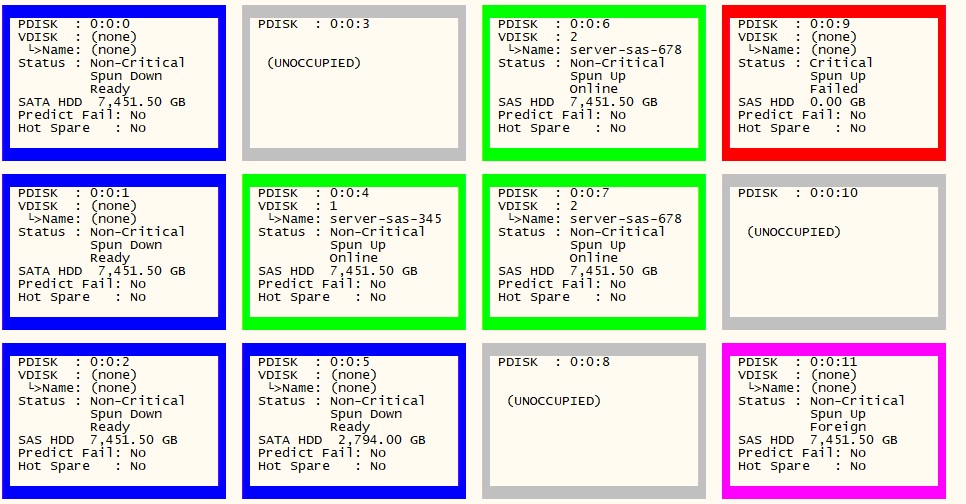 PDISK  : 0:0:0
VDISK  : (none)
 ↳Name: (none)
Status : Non-Critical
Spun Down
Ready
SATA HDD  7,451.50 GB
Predict Fail: No
Hot Spare   : No
PDISK  : 0:0:1
VDISK  : (none)
 ↳Name: (none)
Status : Non-Critical
Spun Down
Ready
SATA HDD  7,451.50 GB
Predict Fail: No
Hot Spare   : No
PDISK  : 0:0:2
VDISK  : (none)
 ↳Name: (none)
Status : Non-Critical
Spun Down
Ready
SAS HDD  7,451.50 GB
Predict Fail: No
Hot Spare   : No
PDISK  : 0:0:3
(UNOCCUPIED)
PDISK  : 0:0:4
VDISK  : 1
 ↳Name: server-sas-345
Status : Non-Critical
Spun Up
Online
SAS HDD  7,451.50 GB
Predict Fail: No
Hot Spare   : No
PDISK  : 0:0:5
VDISK  : (none)
 ↳Name: (none)
Status : Non-Critical
Spun Down
Ready
SATA HDD  2,794.00 GB
Predict Fail: No
Hot Spare   : No
PDISK  : 0:0:6
VDISK  : 2
 ↳Name: server-sas-678
Status : Non-Critical
Spun Up
Online
SAS HDD  7,451.50 GB
Predict Fail: No
Hot Spare   : No
PDISK  : 0:0:7
VDISK  : 2
 ↳Name: server-sas-678
Status : Non-Critical
Spun Up
Online
SAS HDD  7,451.50 GB
Predict Fail: No
Hot Spare   : No
PDISK  : 0:0:8
(UNOCCUPIED)
PDISK  : 0:0:9
VDISK  : (none)
 ↳Name: (none)
Status : Critical
Spun Up
Failed
SAS HDD  0.00 GB
Predict Fail: No
Hot Spare   : No
PDISK  : 0:0:10
(UNOCCUPIED)
PDISK  : 0:0:11
VDISK  : (none)
 ↳Name: (none)
Status : Non-Critical
Spun Up
Foreign
SAS HDD  7,451.50 GB
Predict Fail: No
Hot Spare   : No